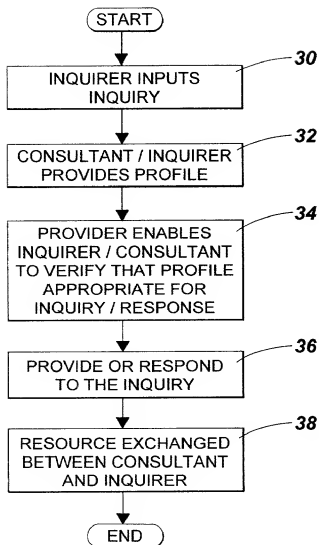 START
30
INQUIRER INPUTS
INQUIRY
32
CONSULTANT / INQUIRER
PROVIDES PROFILE
34
PROVIDER ENABLES
INQUIRER / CONSULTANT
TO VERIFY THAT PROFILE
APPROPRIATE FOR
INQUIRY / RESPONSE
36
PROVIDE OR RESPOND
TO THE INQUIRY
38
RESOURCE EXCHANGED
BETWEEN CONSULTANT
AND INQUIRER
END